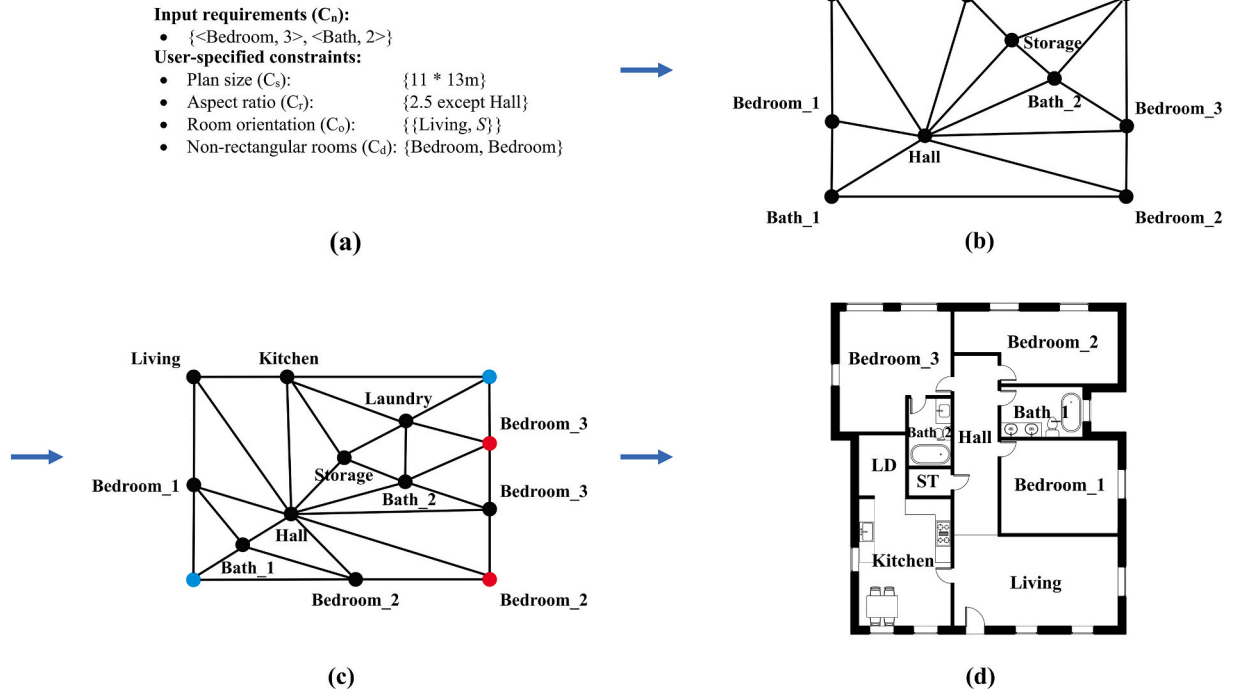 Input requirements (Cₙ):
• {<Bedroom, 3>, <Bath, 2>}
User-specified constraints:
• Plan size (Cₛ): {11 * 13m}
• Aspect ratio (Cᵣ): {2.5 except Hall}
• Room orientation (Cₒ): {{Living, S}}
• Non-rectangular rooms (C_d): {Bedroom, Bedroom}
(a)
Storage
Bedroom_1
Bath_2
Bedroom_3
Hall
Bath_1
Bedroom_2
(b)
Living
Kitchen
Laundry
Bedroom_3
Storage
Bedroom_1
Bath_2
Bedroom_3
Hall
Bath_1
Bedroom_2
Bedroom_2
(c)
Bedroom_2
Bedroom_3
Bath_1
Bath_2
Hall
LD
ST
Bedroom_1
Kitchen
Living
(d)